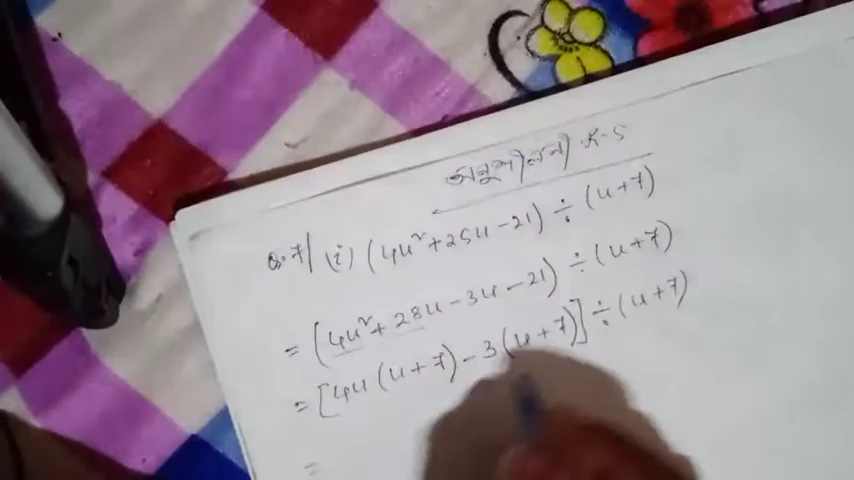 অনুশীলনী ৫.5
Q.7| (i) (4u²+25u-21) ÷ (u+7)
= (4u²+28u-3u-21) ÷ (u+7)
= [4u(u+7)-3(u+7)] ÷ (u+7)
=